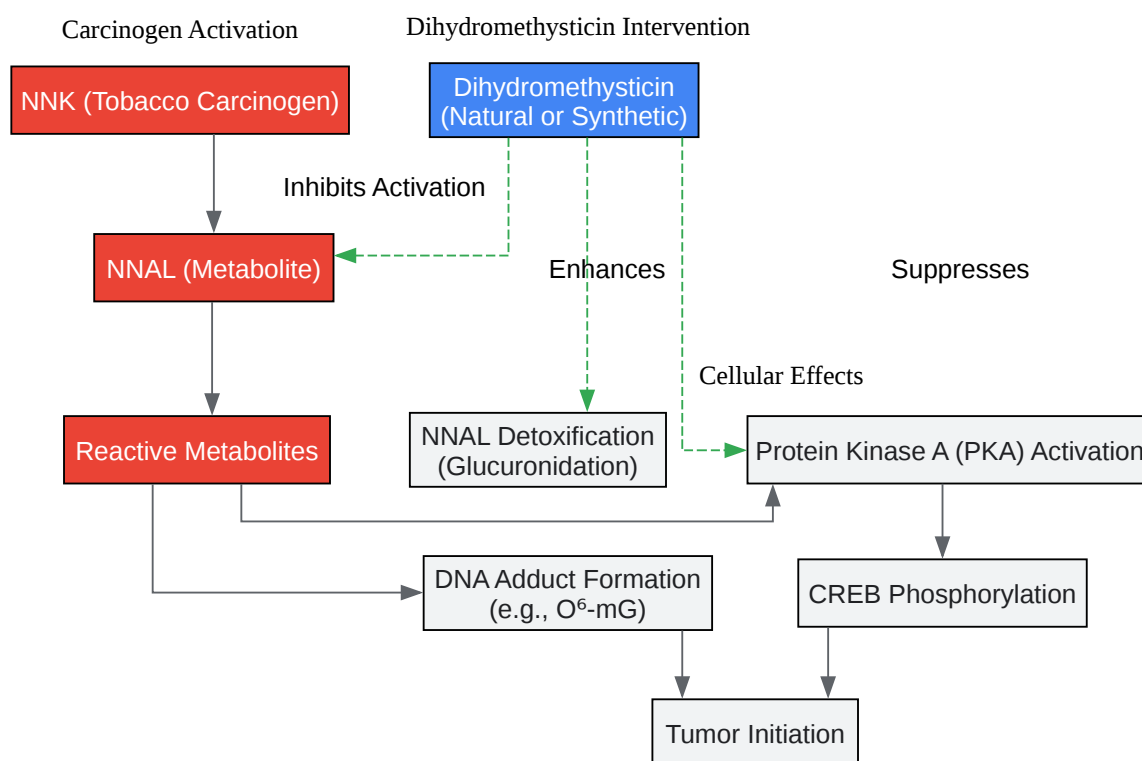 Carcinogen Activation
Dihydromethysticin Intervention
NNK (Tobacco Carcinogen)
Dihydromethysticin
(Natural or Synthetic)
Inhibits Activation
NNAL (Metabolite)
Enhances
Suppresses
Cellular Effects
Reactive Metabolites
NNAL Detoxification
(Glucuronidation)
Protein Kinase A (PKA) Activation
DNA Adduct Formation
(e.g., O⁶-mG)
CREB Phosphorylation
Tumor Initiation